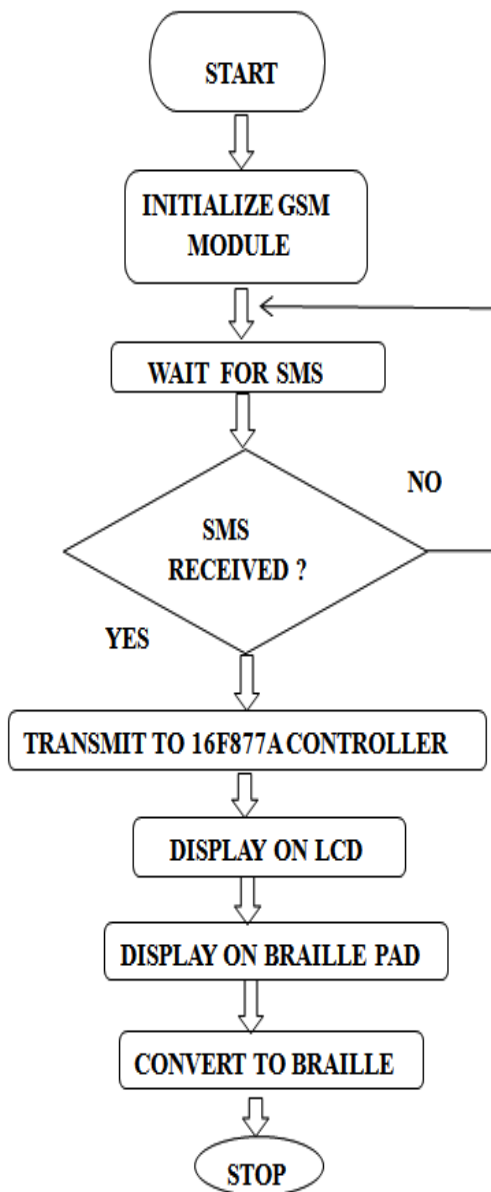 START
INITIALIZE GSM
MODULE
WAIT FOR SMS
NO
SMS
RECEIVED ?
YES
TRANSMIT TO 16F877A CONTROLLER
DISPLAY ON LCD
DISPLAY ON BRAILLE PAD
CONVERT TO BRAILLE
STOP